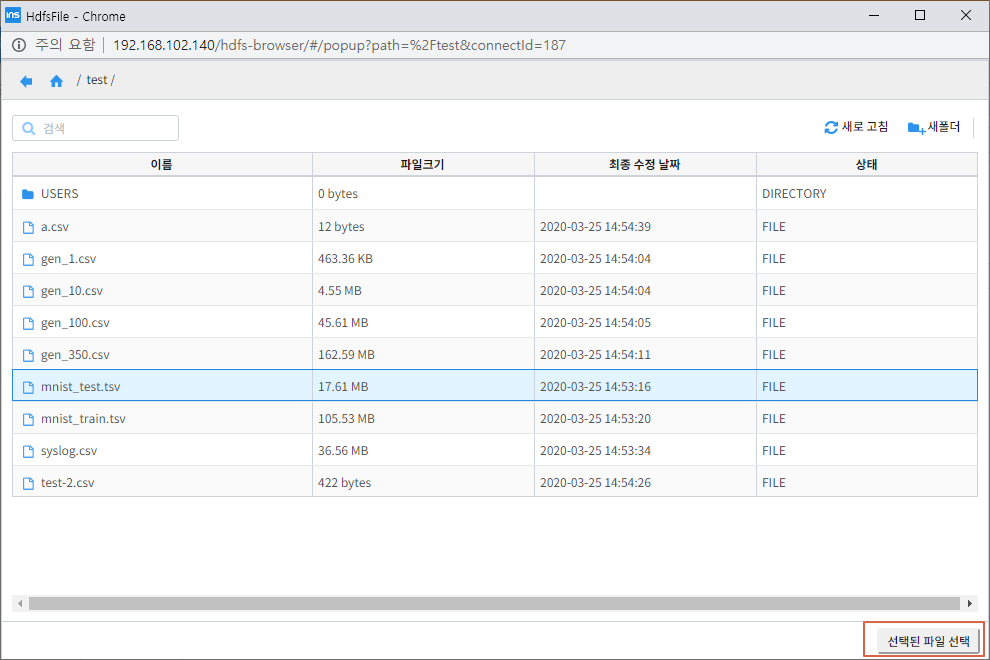 ins HdfsFile - Chrome
주의 요함 192.168.102.140/hdfs-browser/#/popup?path=%2Ftest&connectId=187
/ test /
검색 새로 고침 새폴더
이름 파일크기 최종 수정 날짜 상태
USERS 0 bytes DIRECTORY
a.csv 12 bytes 2020-03-25 14:54:39 FILE
gen_1.csv 463.36 KB 2020-03-25 14:54:04 FILE
gen_10.csv 4.55 MB 2020-03-25 14:54:04 FILE
gen_100.csv 45.61 MB 2020-03-25 14:54:05 FILE
gen_350.csv 162.59 MB 2020-03-25 14:54:11 FILE
mnist_test.tsv 17.61 MB 2020-03-25 14:53:16 FILE
mnist_train.tsv 105.53 MB 2020-03-25 14:53:20 FILE
syslog.csv 36.56 MB 2020-03-25 14:53:34 FILE
test-2.csv 422 bytes 2020-03-25 14:54:26 FILE
선택된 파일 선택